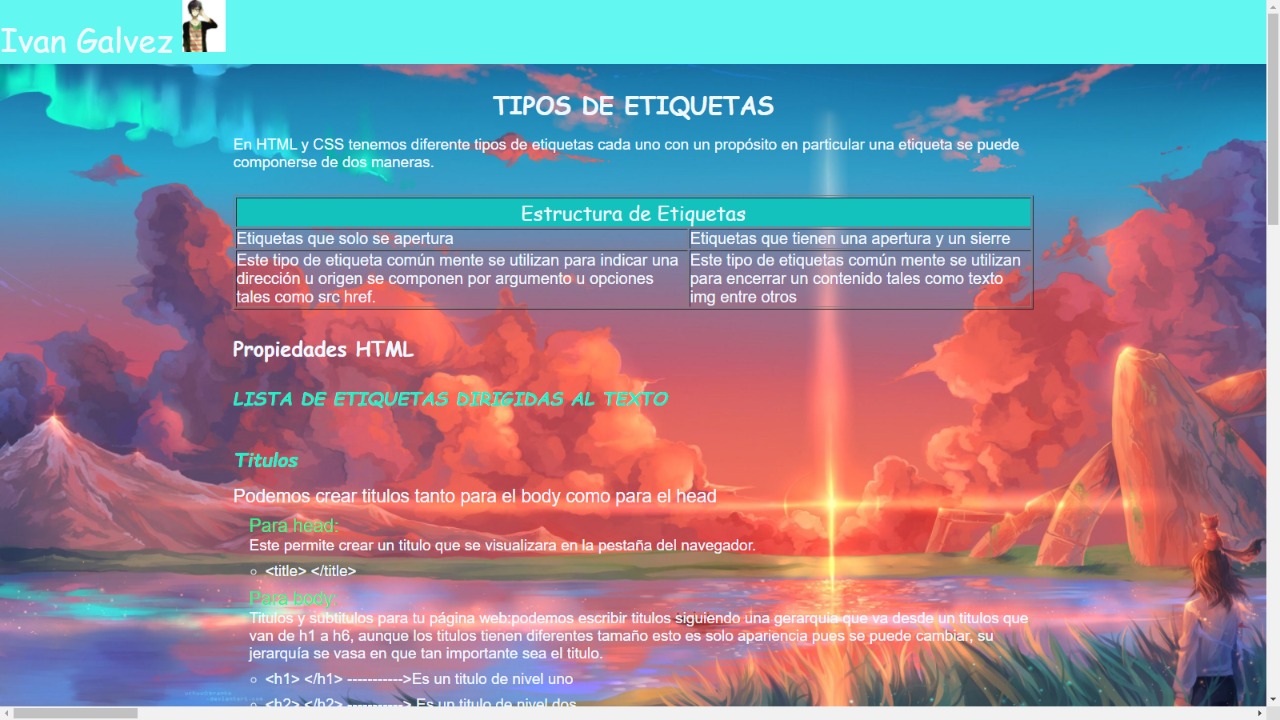 Ivan Galvez
TIPOS DE ETIQUETAS
En HTML y CSS tenemos diferente tipos de etiquetas cada uno con un propósito en particular una etiqueta se puede
componerse de dos maneras.
Estructura de Etiquetas
Etiquetas que solo se apertura
Etiquetas que tienen una apertura y un sierre
Este tipo de etiqueta común mente se utilizan para indicar una
dirección u origen se componen por argumento u opciones
tales como src href.
Este tipo de etiquetas común mente se utilizan
para encerrar un contenido tales como texto
img entre otros
Propiedades HTML
LISTA DE ETIQUETAS DIRIGIDAS AL TEXTO
Titulos
Podemos crear titulos tanto para el body como para el head
Para head:
Este permite crear un titulo que se visualizara en la pestaña del navegador.
<title> </title>
Para body:
Titulos y subtitulos para tu página web:podemos escribir titulos siguiendo una gerarquia que va desde un titulos que
van de h1 a h6, aunque los titulos tienen diferentes tamaño esto es solo apariencia pues se puede cambiar, su
jerarquía se vasa en que tan importante sea el titulo.
<h1> </h1> ----------->Es un titulo de nivel uno
<h2> </h2> -----------> Es un titulo de nivel dos